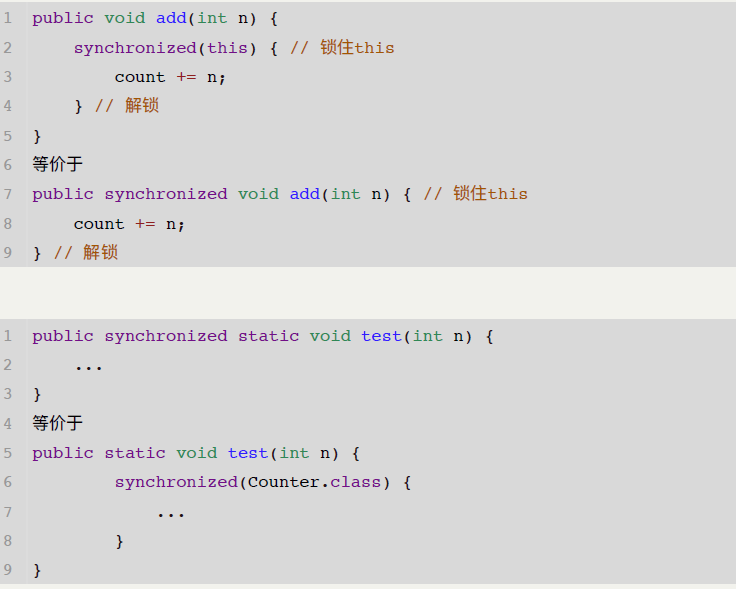 1 public void add(int n) {
2     synchronized(this) { // 锁住this
3         count += n;
4     } // 解锁
5 }
6 等价于
7 public synchronized void add(int n) { // 锁住this
8     count += n;
9 } // 解锁
1 public synchronized static void test(int n) {
2     ...
3 }
4 等价于
5 public static void test(int n) {
6         synchronized(Counter.class) {
7             ...
8         }
9 }